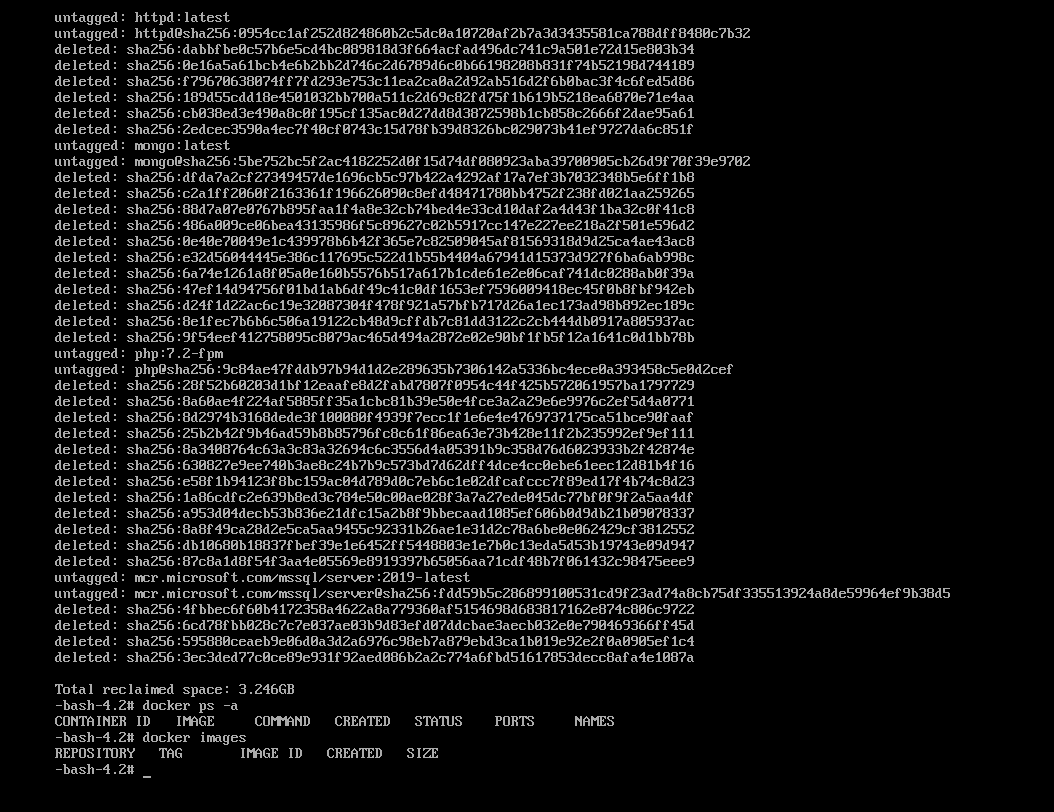 untagged: httpd:latest
untagged: httpd@sha256:0954cc1af252d824860b2c5dc0a10720af2b7a3d3435581ca788dff8480c7b32
deleted: sha256:dabbfbe0c57b6e5cd4bc089818d3f664acfad496dc741c9a501e72d15e803b34
deleted: sha256:0e16a5a61bcb4e6b2bb2d746c2d6789d6c0b66198208b831f74b52198d744189
deleted: sha256:f79670638074ff7fd293e753c11ea2ca0a2d92ab516d2f6b0bac3f4c6fed5d86
deleted: sha256:189d55cdd18e4501032bb700a511c2d69c82fd75f1b619b5218ea6870e71e4aa
deleted: sha256:cb038ed3e490a8c0f195cf135ac0d27dd8d3872598b1cb858c2666f2dae95a61
deleted: sha256:2edcec3590a4ec7f40cf0743c15d78fb39d8326bc029073b41ef9727da6c851f
untagged: mongo:latest
untagged: mongo@sha256:5be752bc5f2ac4182252d0f15d74df080923aba39700905cb26d9f70f39e9702
deleted: sha256:dfda7a2cf27349457de1696cb5c97b422a4292af17a7ef3b7032348b5e6ff1b8
deleted: sha256:c2a1ff2060f2163361f196626090c8efd48471780bb4752f238fd021aa259265
deleted: sha256:88d7a07e0767b895faa1f4a8e32cb74bed4e33cd10daf2a4d43f1ba32c0f41c8
deleted: sha256:486a009ce06bea43135986f5c89627c02b5917cc147e227ee218a2f501e596d2
deleted: sha256:0e40e70049e1c439978b6b42f365e7c82509045af81569318d9d25ca4ae43ac8
deleted: sha256:e32d56044445e386c117695c522d1b55b4404a67941d15373d927f6ba6ab998c
deleted: sha256:6a74e1261a8f05a0e160b5576b517a617b1cde61e2e06caf741dc0288ab0f39a
deleted: sha256:47ef14d94756f01bd1ab6df49c41c0df1653ef7596009418ec45f0b8fbf942eb
deleted: sha256:d24f1d22ac6c19e32087304f478f921a57bfb717d26a1ec173ad98b892ec189c
deleted: sha256:8e1fec7b6b6c506a19122cb48d9cffdb7c81dd3122c2cb444db0917a805937ac
deleted: sha256:9f54eef412758095c8079ac465d494a2872e02e90bf1fb5f12a1641c0d1bb78b
untagged: php:7.2-fpm
untagged: php@sha256:9c84ae47fddb97b94d1d2e289635b7306142a5336bc4ece0a393458c5e0d2cef
deleted: sha256:28f52b60203d1bf12eaafe8d2fabd7807f0954c44f425b572061957ba1797729
deleted: sha256:8a60ae4f224af5885ff35a1cbc81b39e50e4fce3a2a29e6e9976c2ef5d4a0771
deleted: sha256:8d2974b3168dede3f100080f4939f7ecc1f1e6e4e4769737175ca51bce90faaf
deleted: sha256:25b2b42f9b46ad59b8b85796fc8c61f86ea63e73b428e11f2b235992ef9ef111
deleted: sha256:8a3408764c63a3c83a32694c6c3556d4a05391b9c358d76d6023933b2f42874e
deleted: sha256:630827e9ee740b3ae8c24b7b9c573bd7d62dff4dce4cc0ebe61eec12d81b4f16
deleted: sha256:e58f1b94123f8bc159ac04d789d0c7eb6c1e02dfcafccc7f89ed17f4b74c8d23
deleted: sha256:1a86cdfc2e639b8ed3c784e50c00ae028f3a7a27ede045dc77bf0f9f2a5aa4df
deleted: sha256:a953d04decb53b836e21dfc15a2b8f9bbecaad1085ef606b0d9db21b09078337
deleted: sha256:8a8f49ca28d2e5ca5aa9455c92331b26ae1e31d2c78a6be0e062429cf3812552
deleted: sha256:db10680b18837fbef39e1e6452ff5448803e1e7b0c13eda5d53b19743e09d947
deleted: sha256:87c8a1d8f54f3aa4e05569e8919397b65056aa71cdf48b7f061432c98475eee9
untagged: mcr.microsoft.com/mssql/server:2019-latest
untagged: mcr.microsoft.com/mssql/server@sha256:fdd59b5c286899100531cd9f23ad74a8cb75df335513924a8de59964ef9b38d5
deleted: sha256:4fbbec6f60b4172358a4622a8a779360af5154698d683817162e874c806c9722
deleted: sha256:6cd78fbb028c7c7e037ae03b9d83efd07ddcbae3aecb032e0e790469366ff45d
deleted: sha256:595880ceaeb9e06d0a3d2a6976c98eb7a879ebd3ca1b019e92e2f0a0905ef1c4
deleted: sha256:3ec3ded77c0ce89e931f92aed086b2a2c774a6fbd51617853decc8afa4e1087a
Total reclaimed space: 3.246GB
-bash-4.2# docker ps -a
CONTAINER ID   IMAGE     COMMAND   CREATED   STATUS    PORTS     NAMES
-bash-4.2# docker images
REPOSITORY   TAG       IMAGE ID   CREATED   SIZE
-bash-4.2# _